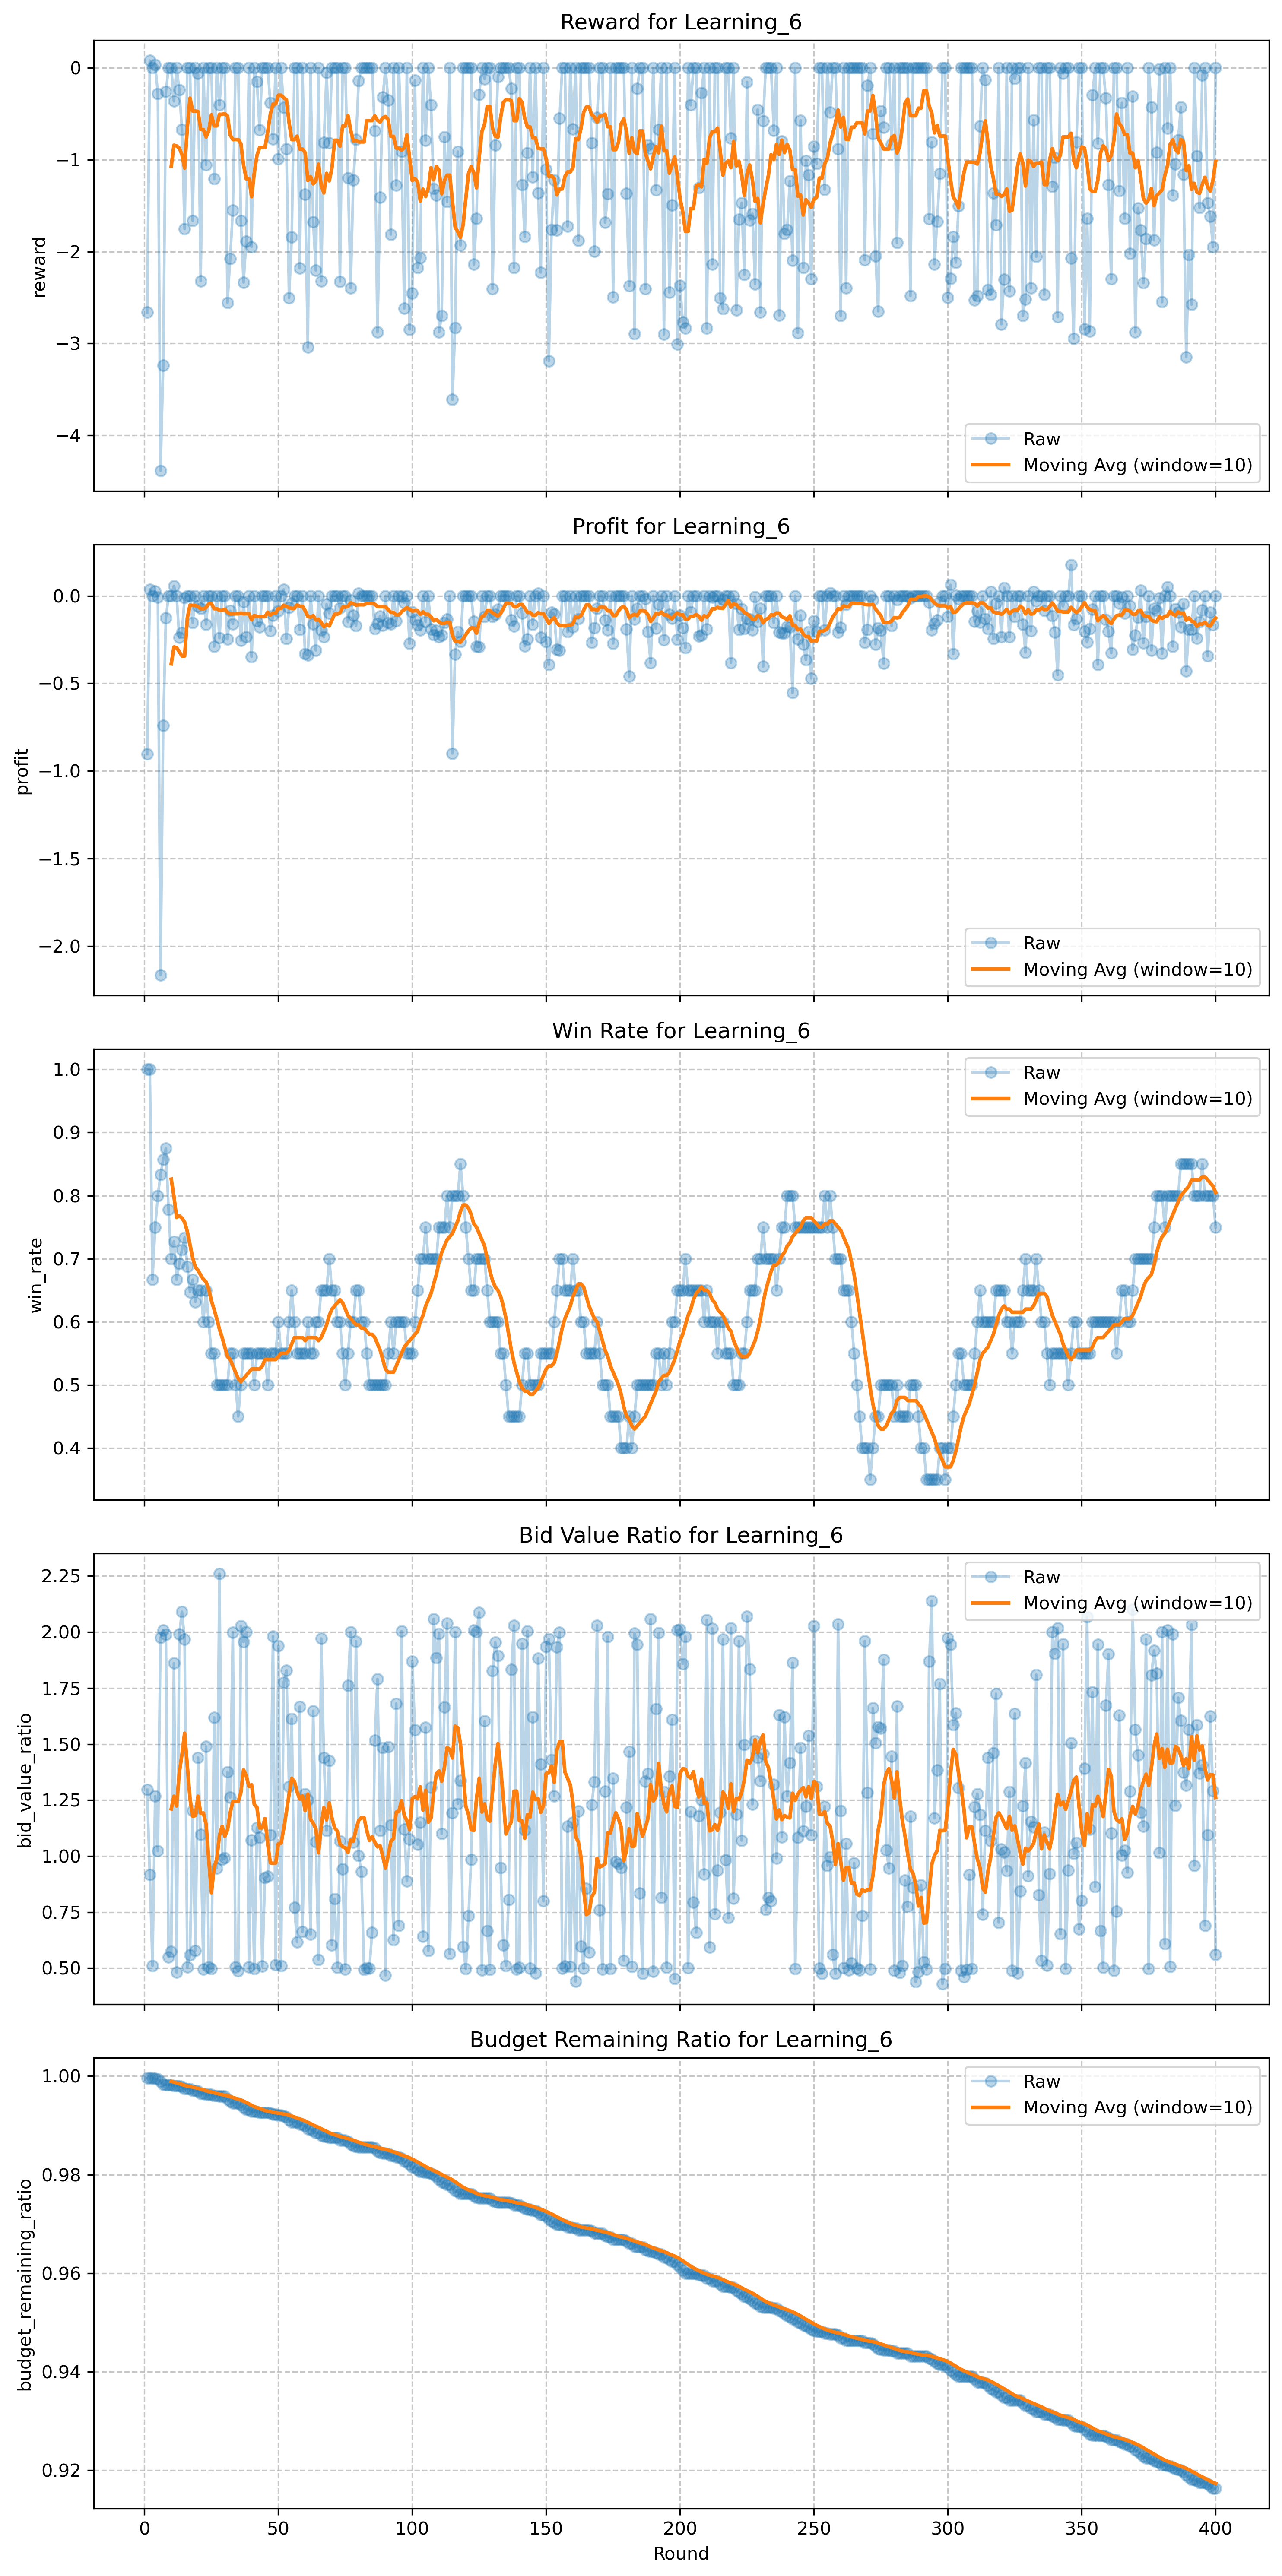 Reward for Learning_6
0
−1
−2
−3
−4
reward
Raw
Moving Avg (window=10)
Profit for Learning_6
0.0
−0.5
−1.0
−1.5
−2.0
profit
Raw
Moving Avg (window=10)
Win Rate for Learning_6
1.0
0.9
0.8
0.7
0.6
0.5
0.4
win_rate
Raw
Moving Avg (window=10)
Bid Value Ratio for Learning_6
2.25
2.00
1.75
1.50
1.25
1.00
0.75
0.50
bid_value_ratio
Raw
Moving Avg (window=10)
Budget Remaining Ratio for Learning_6
1.00
0.98
0.96
0.94
0.92
budget_remaining_ratio
Raw
Moving Avg (window=10)
0 50 100 150 200 250 300 350 400
Round